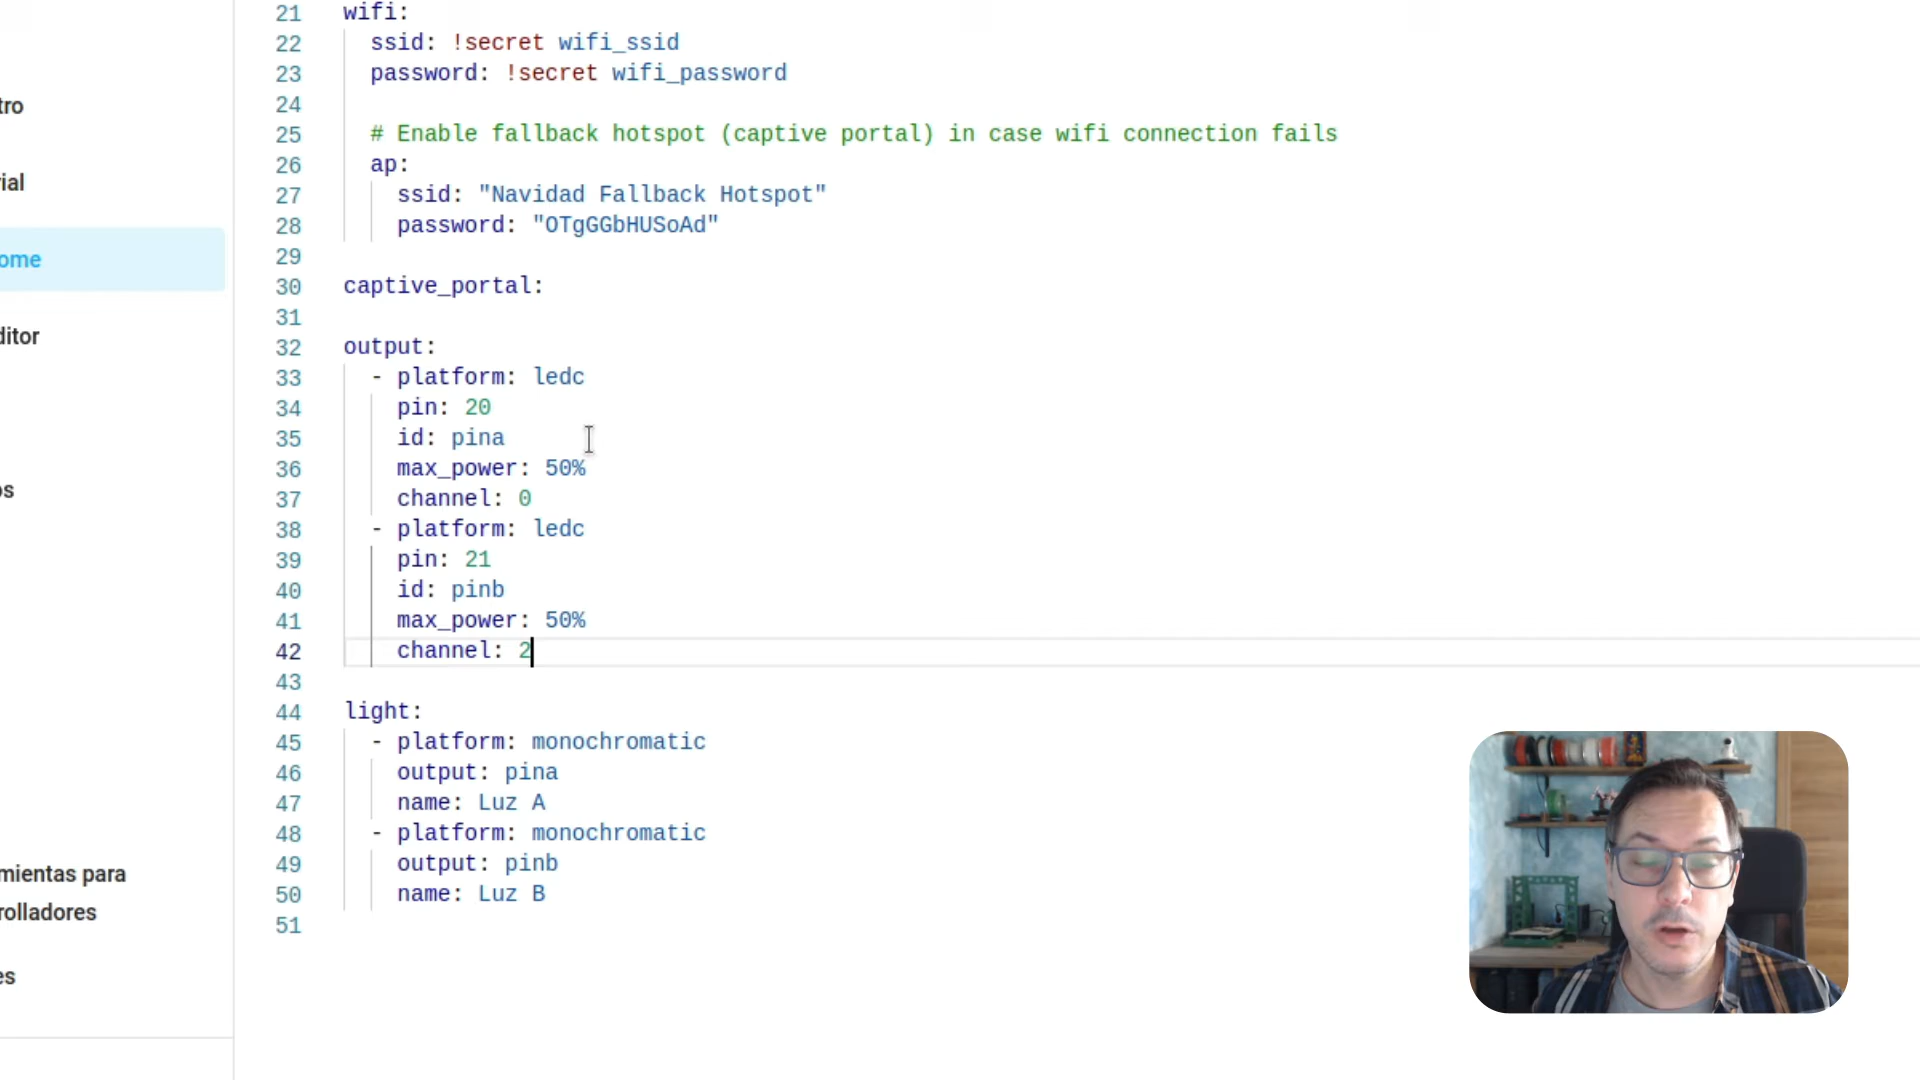 tro
rial
ome
ditor
os
mientas para
rolladores
es
21 wifi:
22 ssid: !secret wifi_ssid
23 password: !secret wifi_password
24
25 # Enable fallback hotspot (captive portal) in case wifi connection fails
26 ap:
27 ssid: "Navidad Fallback Hotspot"
28 password: "OTgGGbHUSoAd"
29
30 captive_portal:
31
32 output:
33 - platform: ledc
34 pin: 20
35 id: pina
36 max_power: 50%
37 channel: 0
38 - platform: ledc
39 pin: 21
40 id: pinb
41 max_power: 50%
42 channel: 2
43
44 light:
45 - platform: monochromatic
46 output: pina
47 name: Luz A
48 - platform: monochromatic
49 output: pinb
50 name: Luz B
51